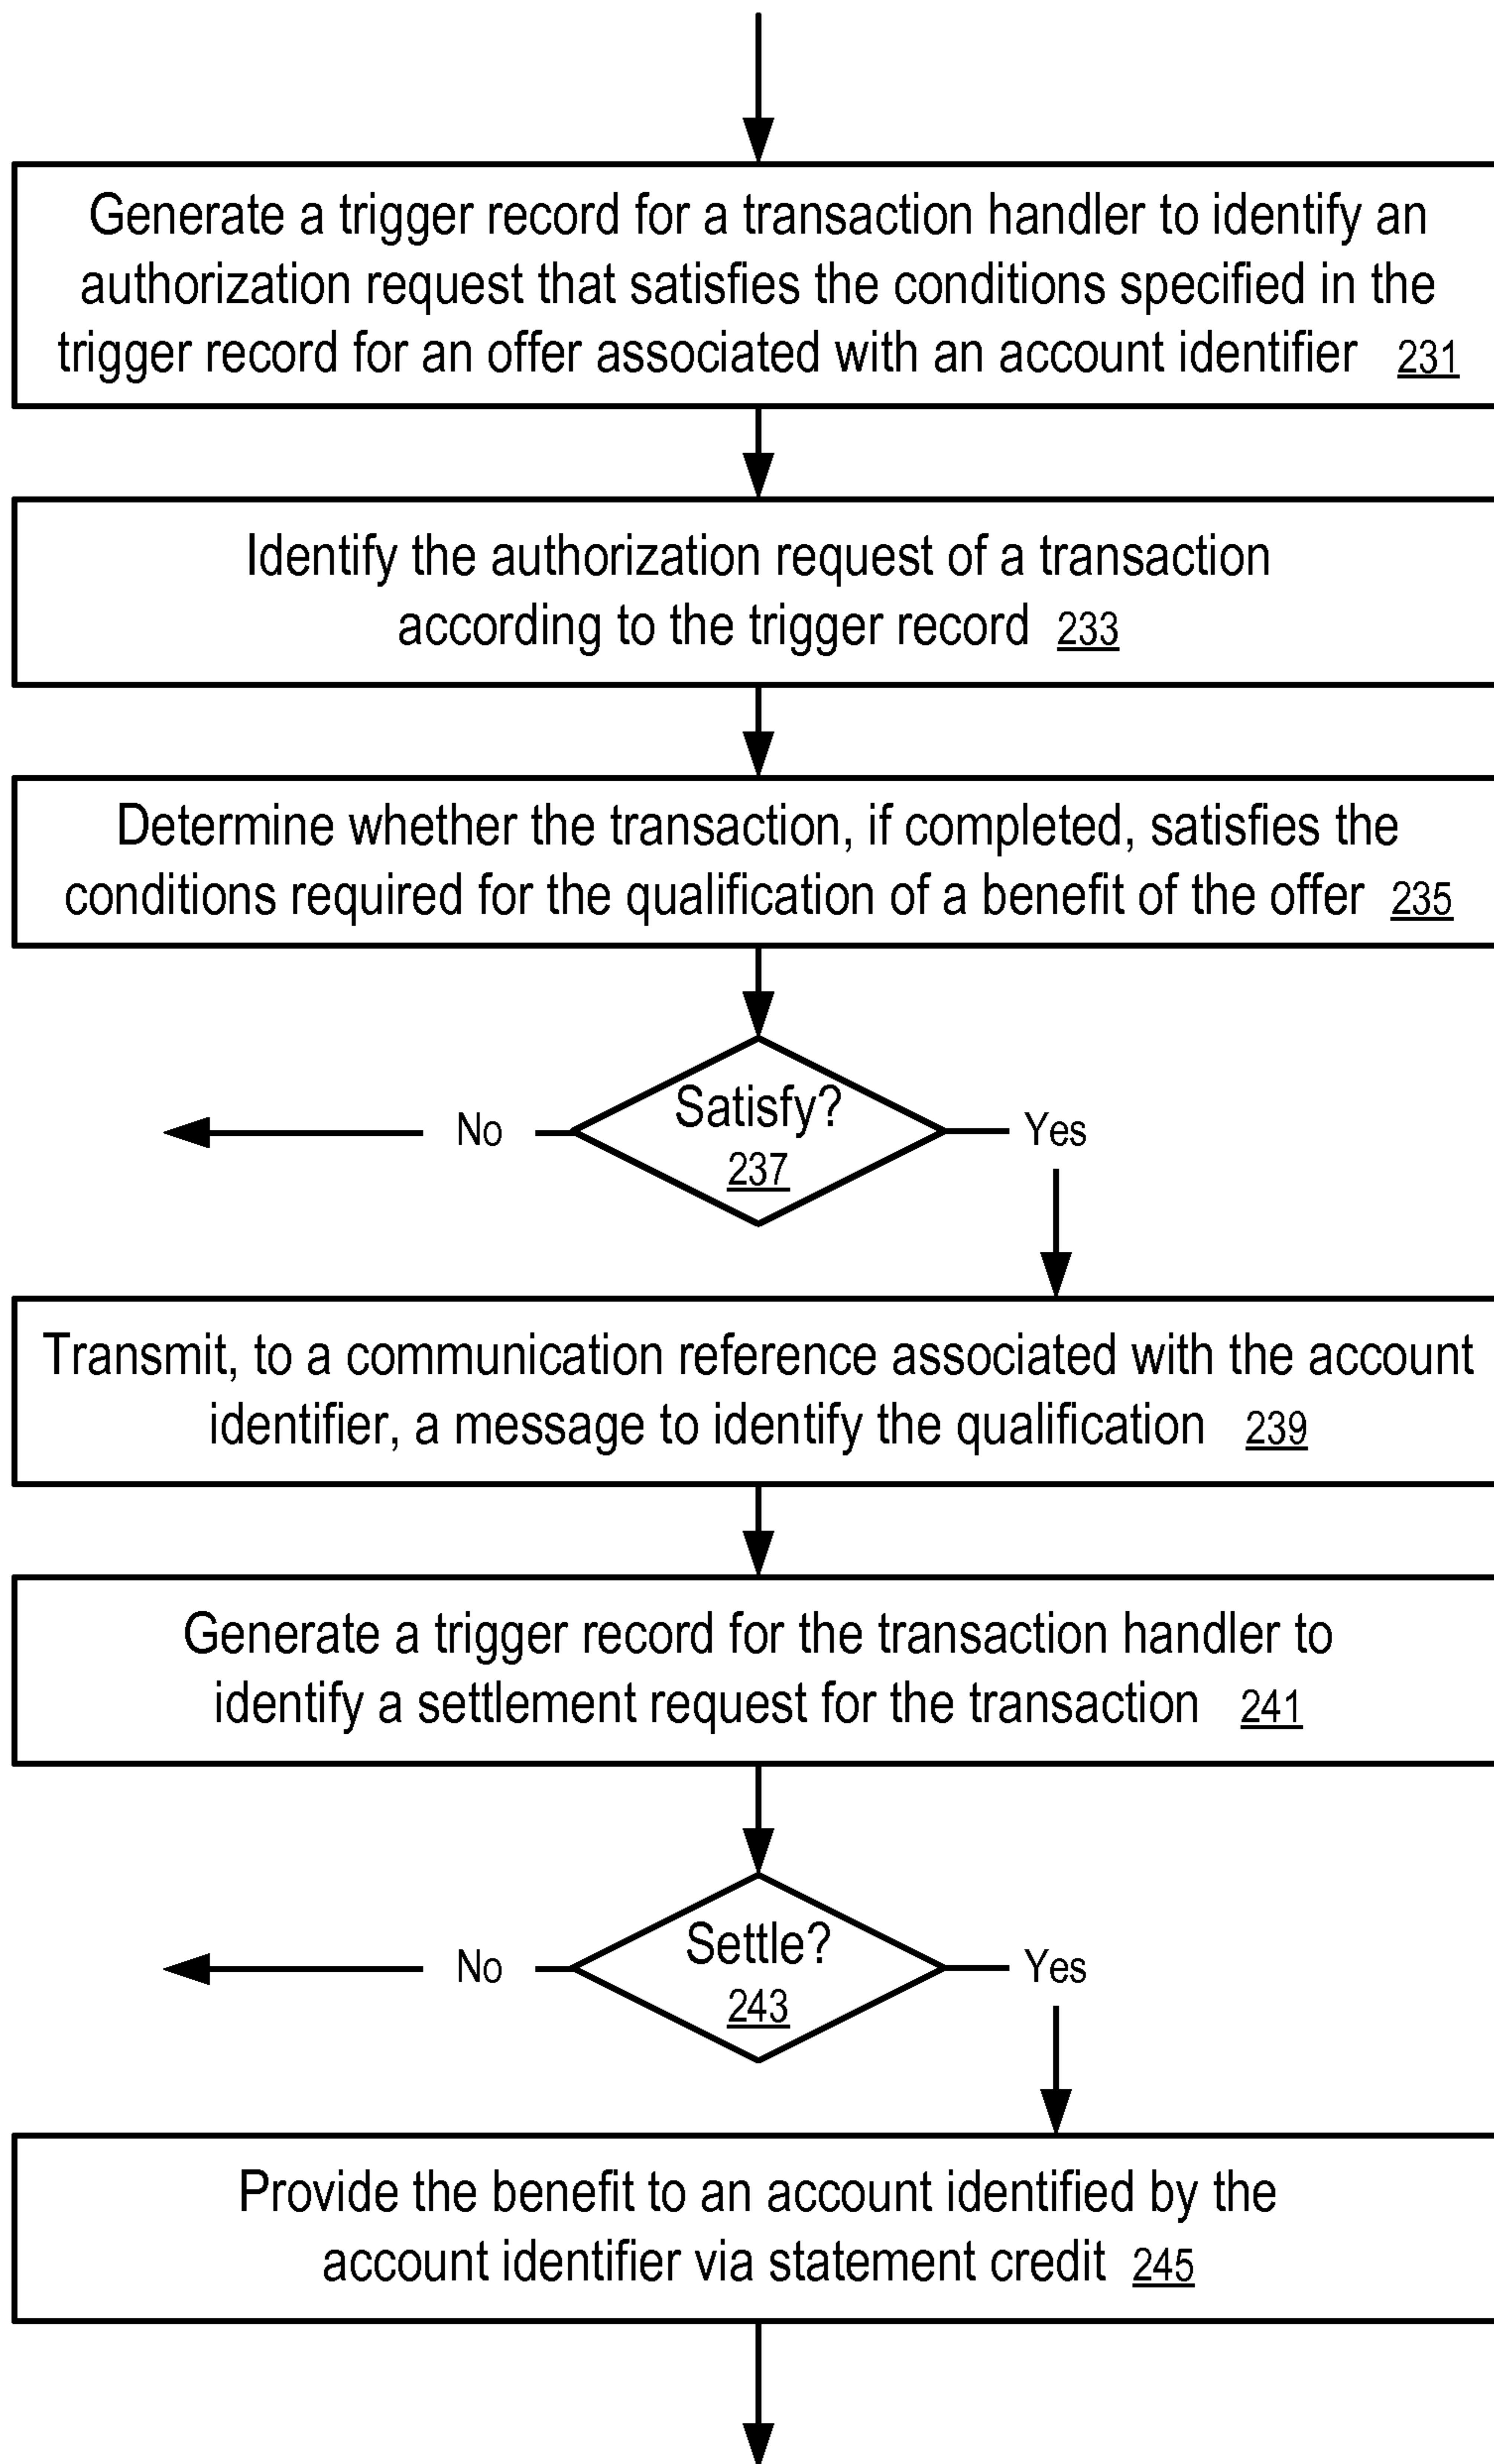 Generate a trigger record for a transaction handler to identify an
authorization request that satisfies the conditions specified in the
trigger record for an offer associated with an account identifier 231
Identify the authorization request of a transaction
according to the trigger record 233
Determine whether the transaction, if completed, satisfies the
conditions required for the qualification of a benefit of the offer 235
Satisfy?
237
No
Yes
Transmit, to a communication reference associated with the account
identifier, a message to identify the qualification 239
Generate a trigger record for the transaction handler to
identify a settlement request for the transaction 241
Settle?
243
No
Yes
Provide the benefit to an account identified by the
account identifier via statement credit 245